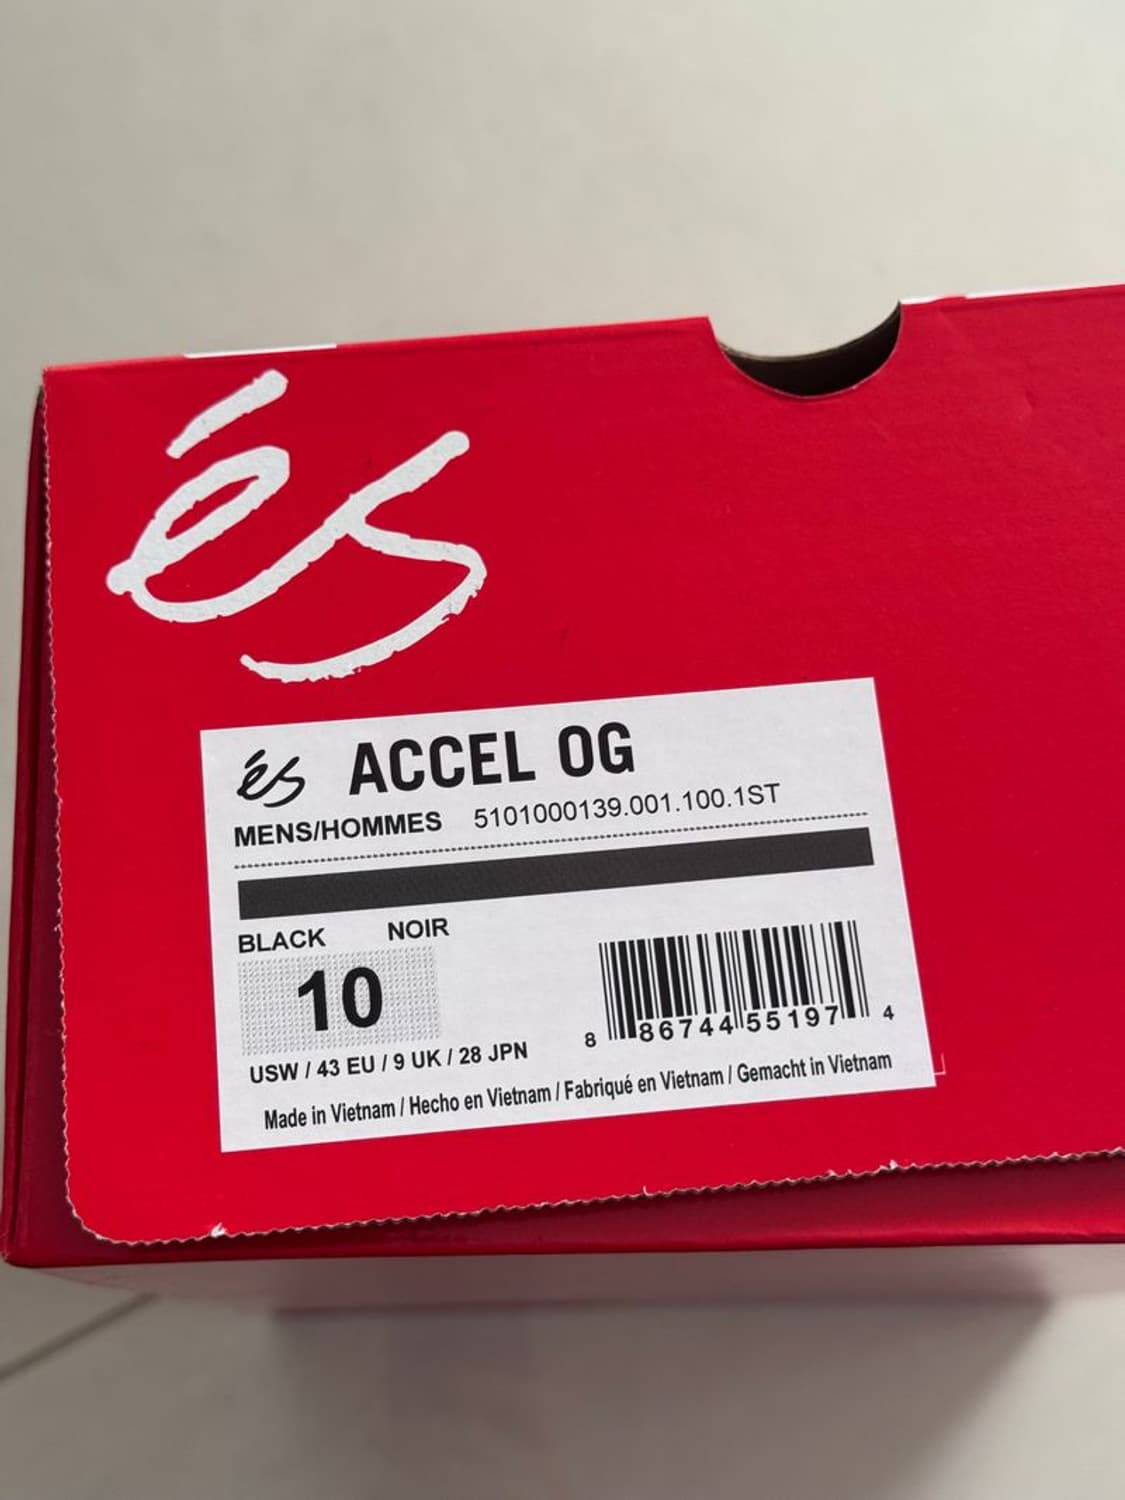 és
és ACCEL OG
MENS/HOMMES 5101000139.001.100.1ST
BLACK NOIR
10
USW / 43 EU / 9 UK / 28 JPN
8 86744 55197 4
Made in Vietnam / Hecho en Vietnam / Fabriqué en Vietnam / Gemacht in Vietnam